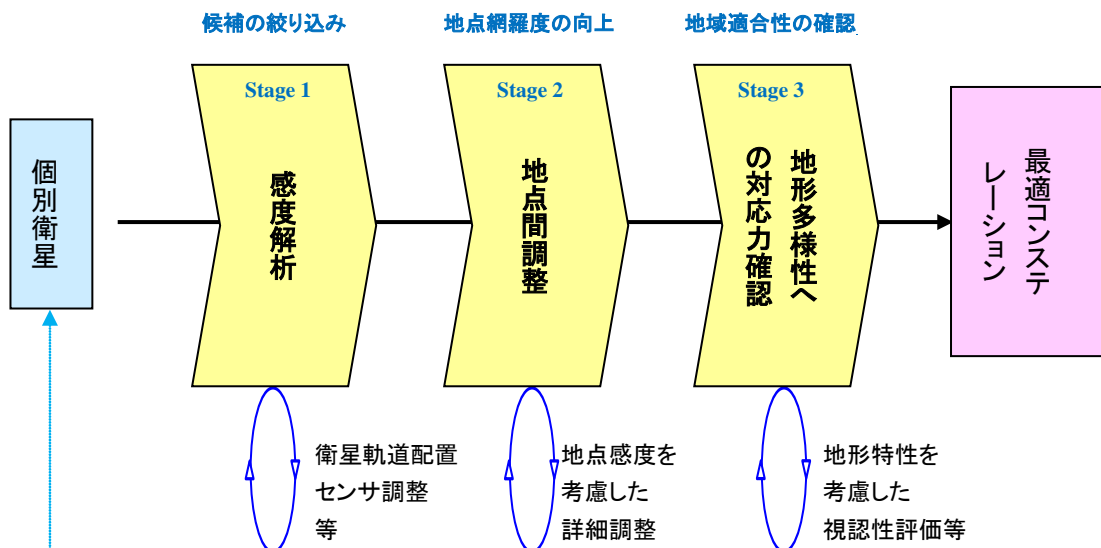 候補の絞り込み
地点網羅度の向上
地域適合性の確認
Stage 1
Stage 2
Stage 3
個別衛星
感度解析
地点間調整
地形多様性へ
の対応力確認
最適コンステ
レーション
衛星軌道配置
センサ調整
等
地点感度を
考慮した
詳細調整
地形特性を
考慮した
視認性評価等